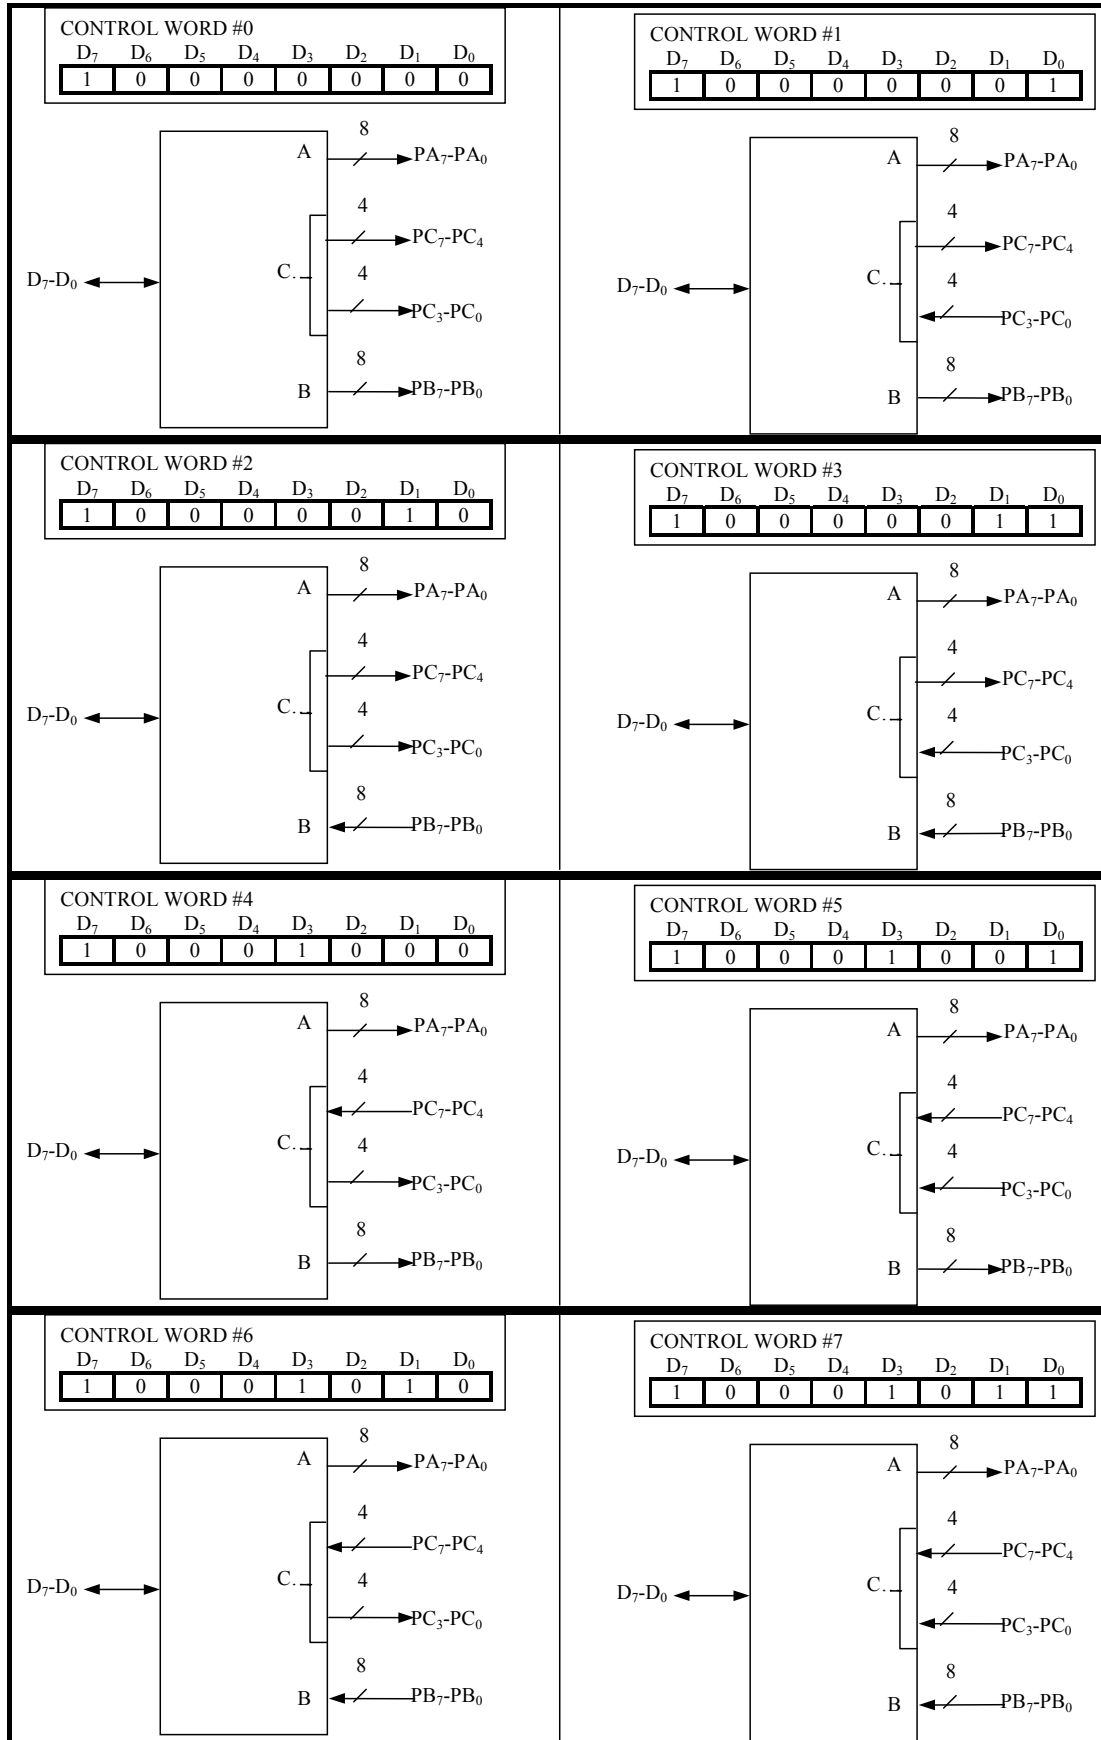 CONTROL WORD #0
D₇ D₆ D₅ D₄ D₃ D₂ D₁ D₀
1 0 0 0 0 0 0 0
8
A PA₇-PA₀
4
PC₇-PC₄
C. 4
D₇-D₀
PC₃-PC₀
8
B PB₇-PB₀
CONTROL WORD #1
D₇ D₆ D₅ D₄ D₃ D₂ D₁ D₀
1 0 0 0 0 0 0 1
8
A PA₇-PA₀
4
PC₇-PC₄
C. 4
D₇-D₀
PC₃-PC₀
8
B PB₇-PB₀
CONTROL WORD #2
D₇ D₆ D₅ D₄ D₃ D₂ D₁ D₀
1 0 0 0 0 0 1 0
8
A PA₇-PA₀
4
PC₇-PC₄
C. 4
D₇-D₀
PC₃-PC₀
8
B PB₇-PB₀
CONTROL WORD #3
D₇ D₆ D₅ D₄ D₃ D₂ D₁ D₀
1 0 0 0 0 0 1 1
8
A PA₇-PA₀
4
PC₇-PC₄
C. 4
D₇-D₀
PC₃-PC₀
8
B PB₇-PB₀
CONTROL WORD #4
D₇ D₆ D₅ D₄ D₃ D₂ D₁ D₀
1 0 0 0 1 0 0 0
8
A PA₇-PA₀
4
PC₇-PC₄
C. 4
D₇-D₀
PC₃-PC₀
8
B PB₇-PB₀
CONTROL WORD #5
D₇ D₆ D₅ D₄ D₃ D₂ D₁ D₀
1 0 0 0 1 0 0 1
8
A PA₇-PA₀
4
PC₇-PC₄
C. 4
D₇-D₀
PC₃-PC₀
8
B PB₇-PB₀
CONTROL WORD #6
D₇ D₆ D₅ D₄ D₃ D₂ D₁ D₀
1 0 0 0 1 0 1 0
8
A PA₇-PA₀
4
PC₇-PC₄
C. 4
D₇-D₀
PC₃-PC₀
8
B PB₇-PB₀
CONTROL WORD #7
D₇ D₆ D₅ D₄ D₃ D₂ D₁ D₀
1 0 0 0 1 0 1 1
8
A PA₇-PA₀
4
PC₇-PC₄
C. 4
D₇-D₀
PC₃-PC₀
8
B PB₇-PB₀